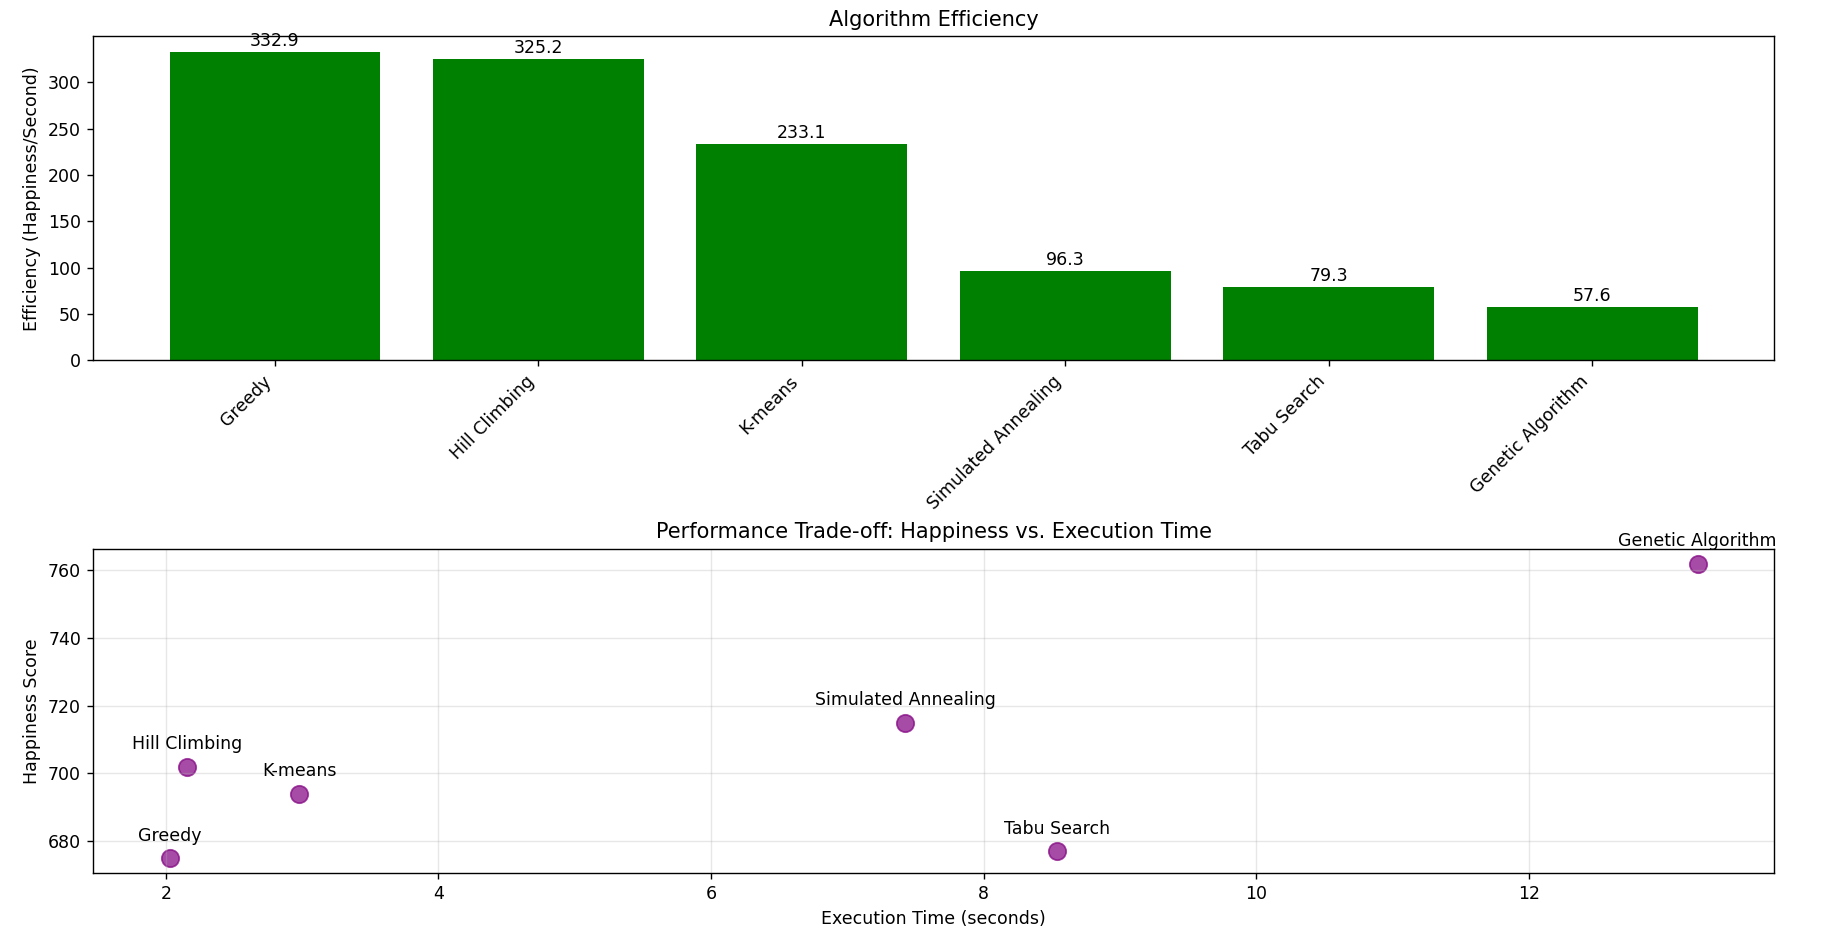 Algorithm Efficiency
Efficiency (Happiness/Second)
300
250
200
150
100
50
0
332.9
325.2
233.1
96.3
79.3
57.6
Greedy
Hill Climbing
K-means
Simulated Annealing
Tabu Search
Genetic Algorithm
Performance Trade-off: Happiness vs. Execution Time
Happiness Score
760
740
720
700
680
Genetic Algorithm
Simulated Annealing
Hill Climbing
K-means
Greedy
Tabu Search
2
4
6
8
10
12
Execution Time (seconds)